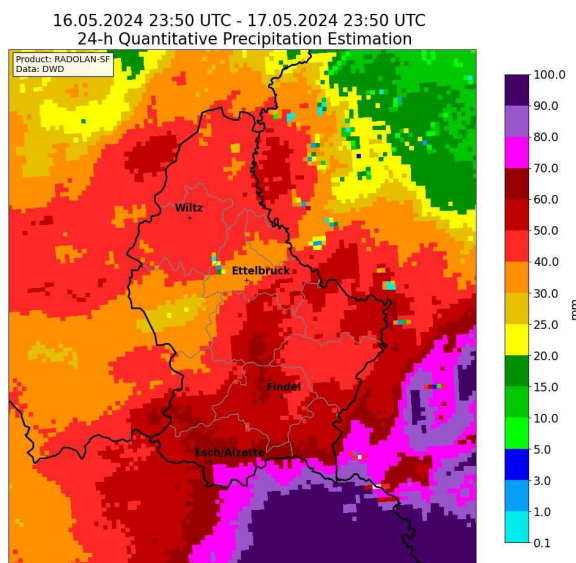 16.05.2024 23:50 UTC - 17.05.2024 23:50 UTC
24-h Quantitative Precipitation Estimation
Product: RADOLAN-SF
Data: DWD
Wiltz
Ettelbruck
Findel
Esch/Alzette
100.0
90.0
80.0
70.0
60.0
50.0
40.0
30.0
25.0
20.0
15.0
10.0
5.0
3.0
1.0
0.1
mm